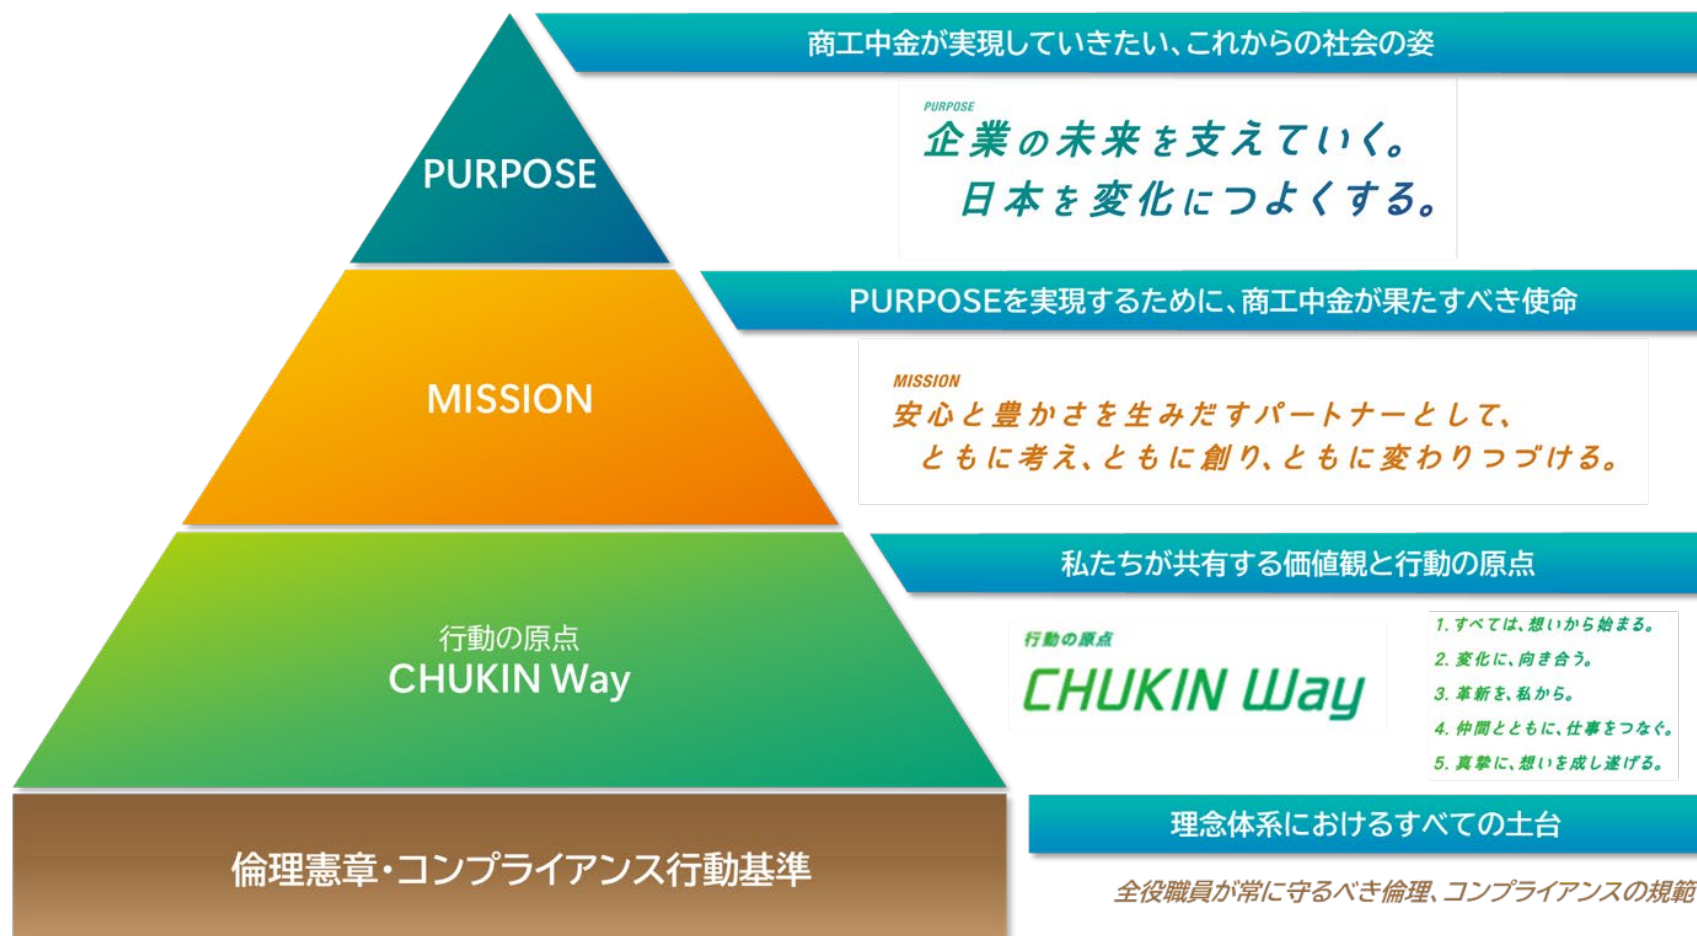 PURPOSE
商工中金が実現していきたい、これからの社会の姿
PURPOSE
企業の未来を支えていく。
日本を変化につよくする。
MISSION
PURPOSEを実現するために、商工中金が果たすべき使命
MISSION
安心と豊かさを生みだすパートナーとして、
ともに考え、ともに創り、ともに変わりつづける。
行動の原点
CHUKIN Way
私たちが共有する価値観と行動の原点
行動の原点
CHUKIN Way
1. すべては、想いから始まる。
2. 変化に、向き合う。
3. 革新を、私から。
4. 仲間とともに、仕事をつなぐ。
5. 真摯に、想いを成し遂げる。
倫理憲章・コンプライアンス行動基準
理念体系におけるすべての土台
全役職員が常に守るべき倫理、コンプライアンスの規範